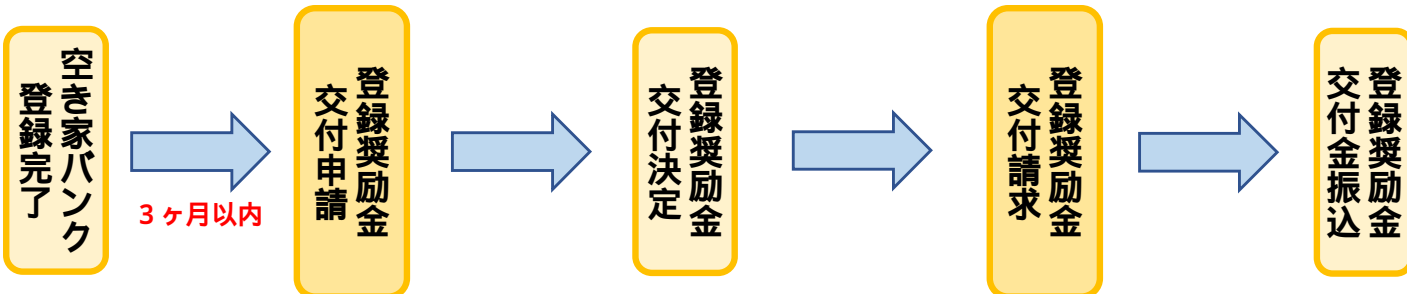 空き家バンク
登録完了
３ヶ月以内
登録奨励金
交付申請
登録奨励金
交付決定
登録奨励金
交付請求
登録奨励金
交付金振込